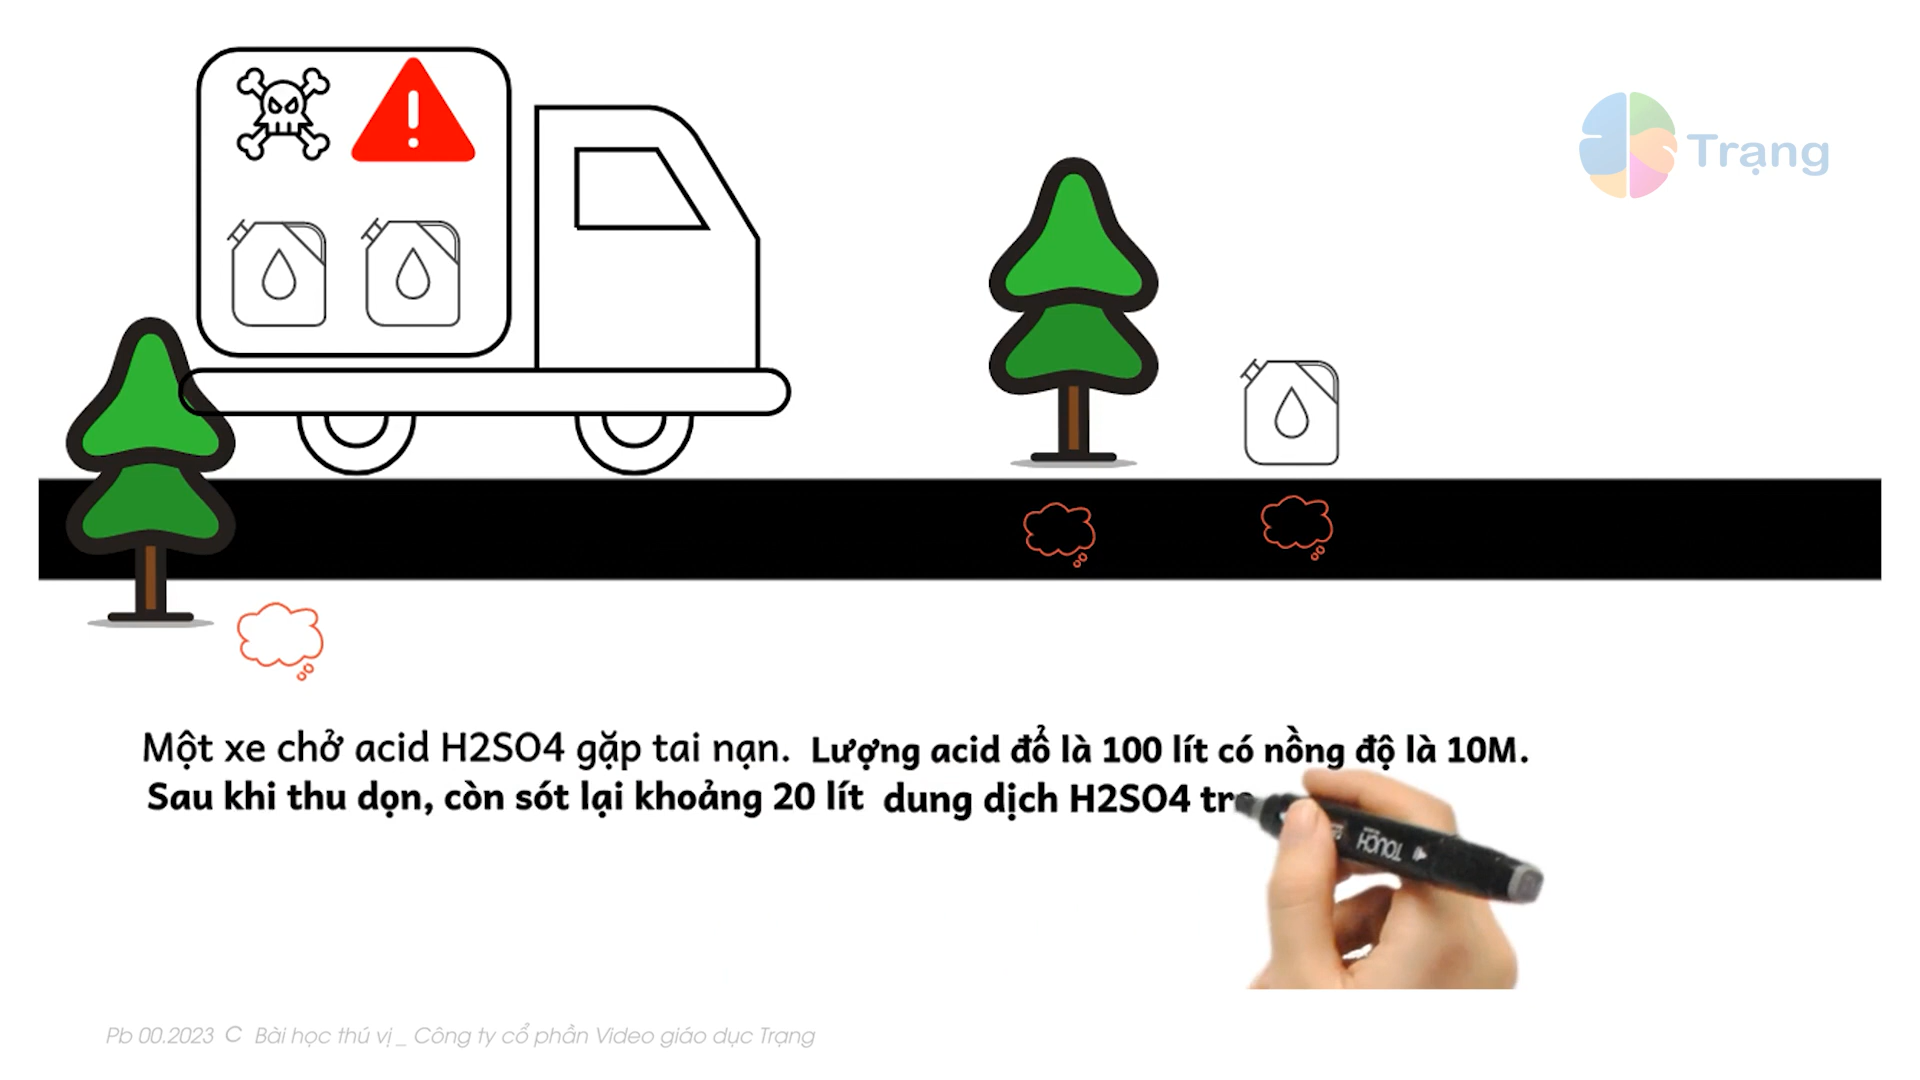 Trạng
Một xe chở acid H2SO4 gặp tai nạn. Lượng acid đổ là 100 lít có nồng độ là 10M.
Sau khi thu dọn, còn sót lại khoảng 20 lít dung dịch H2SO4
TOUCH
Pb 00.2023 C Bài học thú vị _ Công ty cổ phần Video giáo dục Trạng